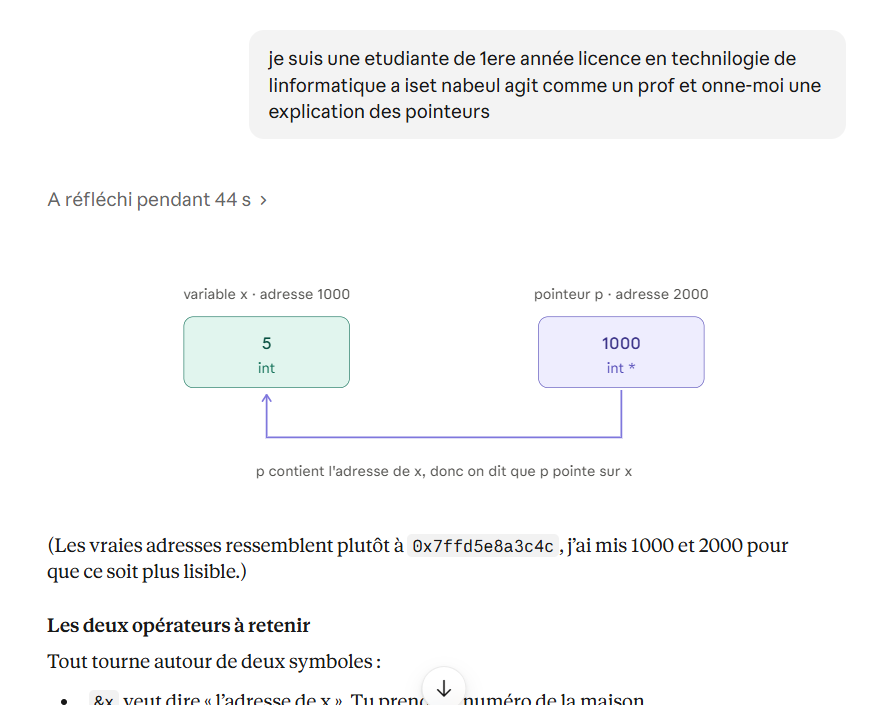 je suis une etudiante de 1ere année licence en technilogie de
linformatique a iset nabeul agit comme un prof et onne-moi une
explication des pointeurs
A réfléchi pendant 44 s
variable x · adresse 1000
pointeur p · adresse 2000
5
int
1000
int *
p contient l'adresse de x, donc on dit que p pointe sur x
(Les vraies adresses ressemblent plutôt à 0x7ffd5e8a3c4c, j'ai mis 1000 et 2000 pour
que ce soit plus lisible.)
Les deux opérateurs à retenir
Tout tourne autour de deux symboles :
&x veut dire « l'adresse de x ». Tu numéro de la maison